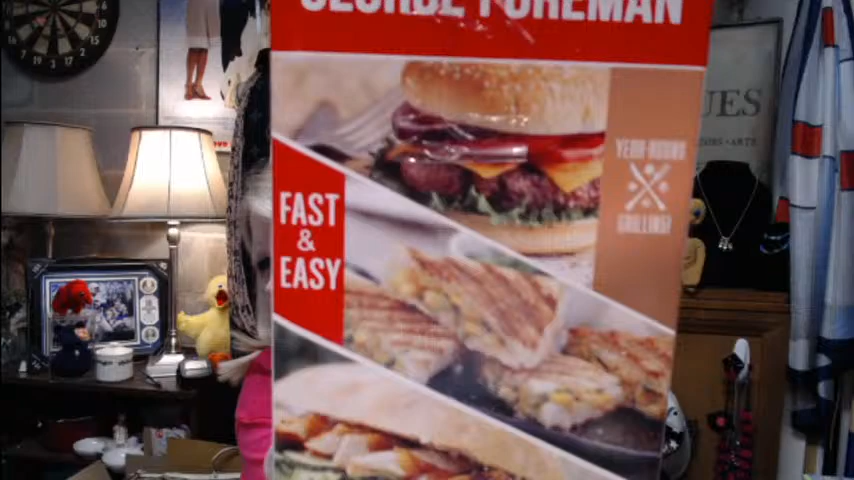 GEORGE FOREMAN
YEAR-ROUND
GRILLING!
FAST
&
EASY
UES